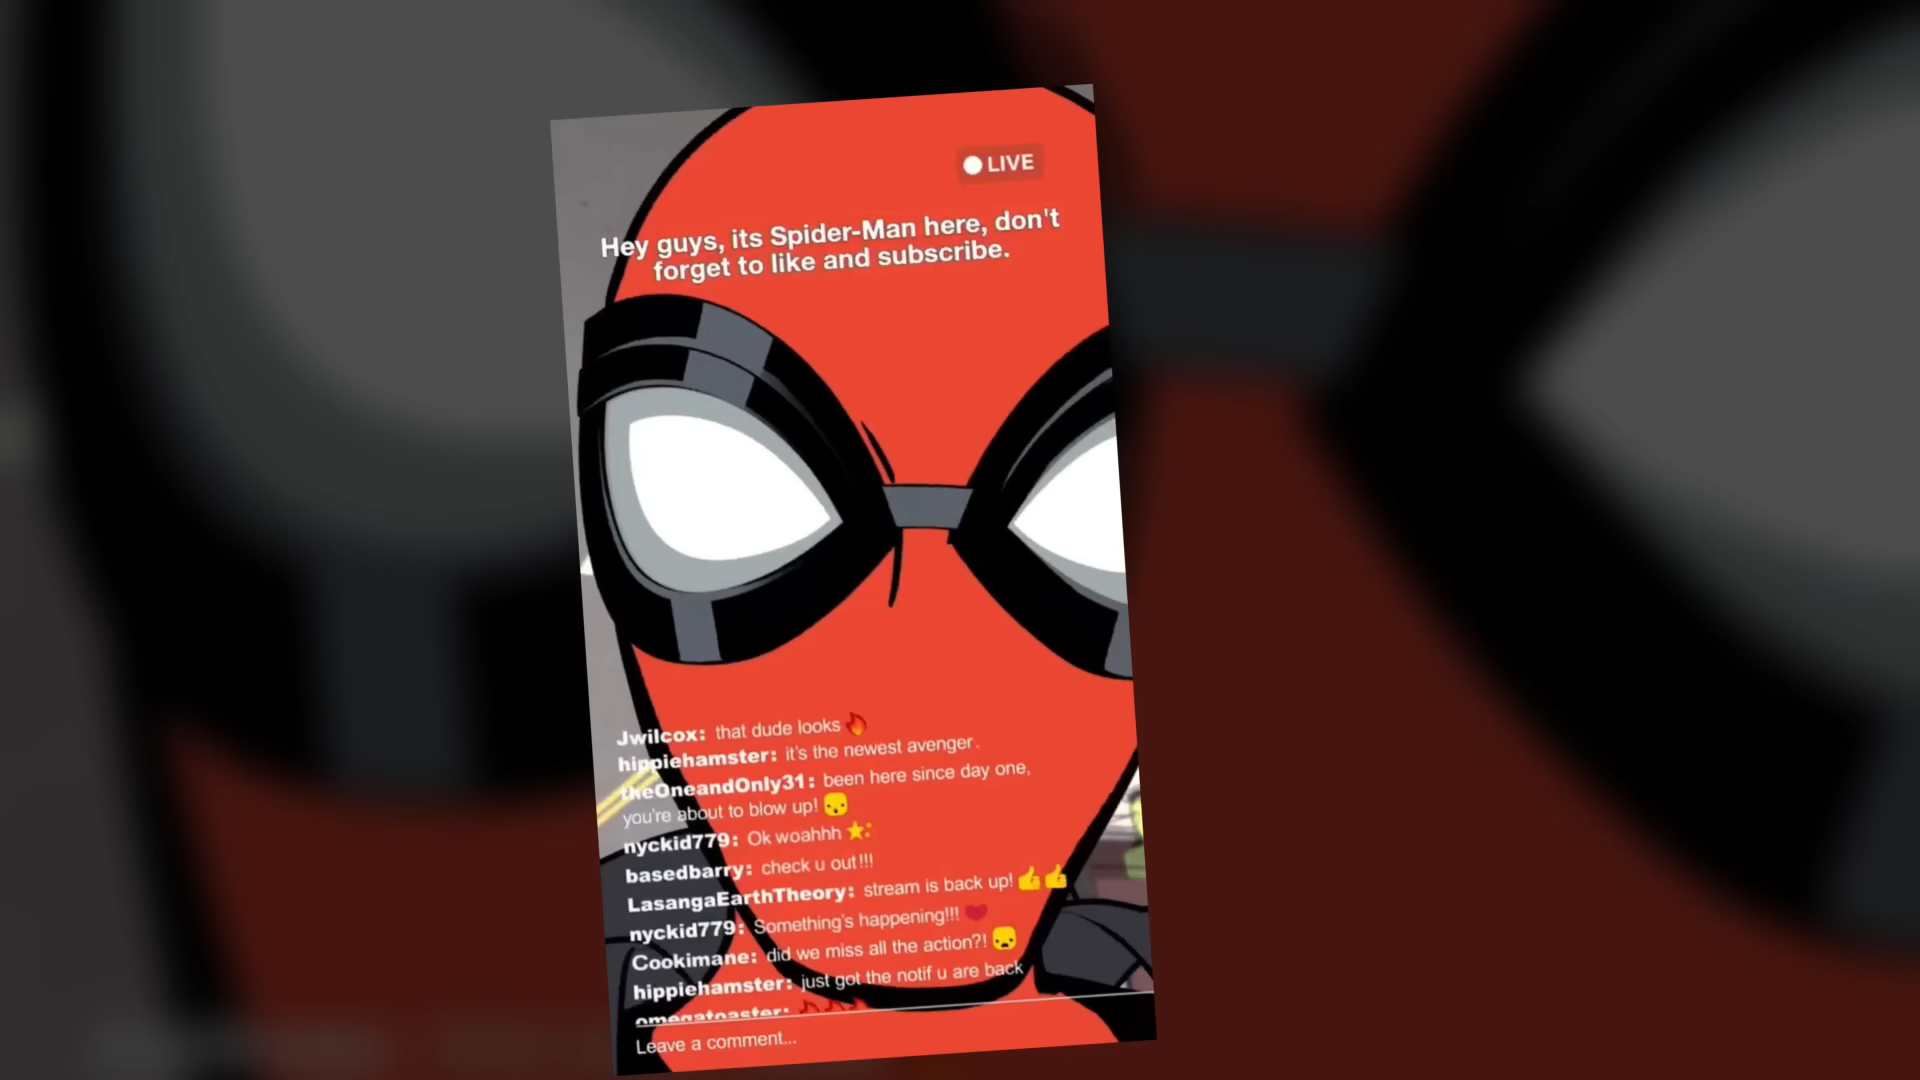 LIVE
Hey guys, its Spider-Man here, don't
forget to like and subscribe.
Jwilcox: that dude looks 🔥
hippiehamster: it's the newest avenger.
theOneandOnly31: been here since day one,
you're about to blow up! 😮
nyckid779: Ok woahhh
basedbarry: check u out!!!
LasangaEarthTheory: stream is back up! 👍👍
nyckid779: Something's happening!!! ❤️
Cookimane: did we miss all the action?!
hippiehamster: just got the notif u are back
omegatoaster: 🔥🔥🔥
Leave a comment...